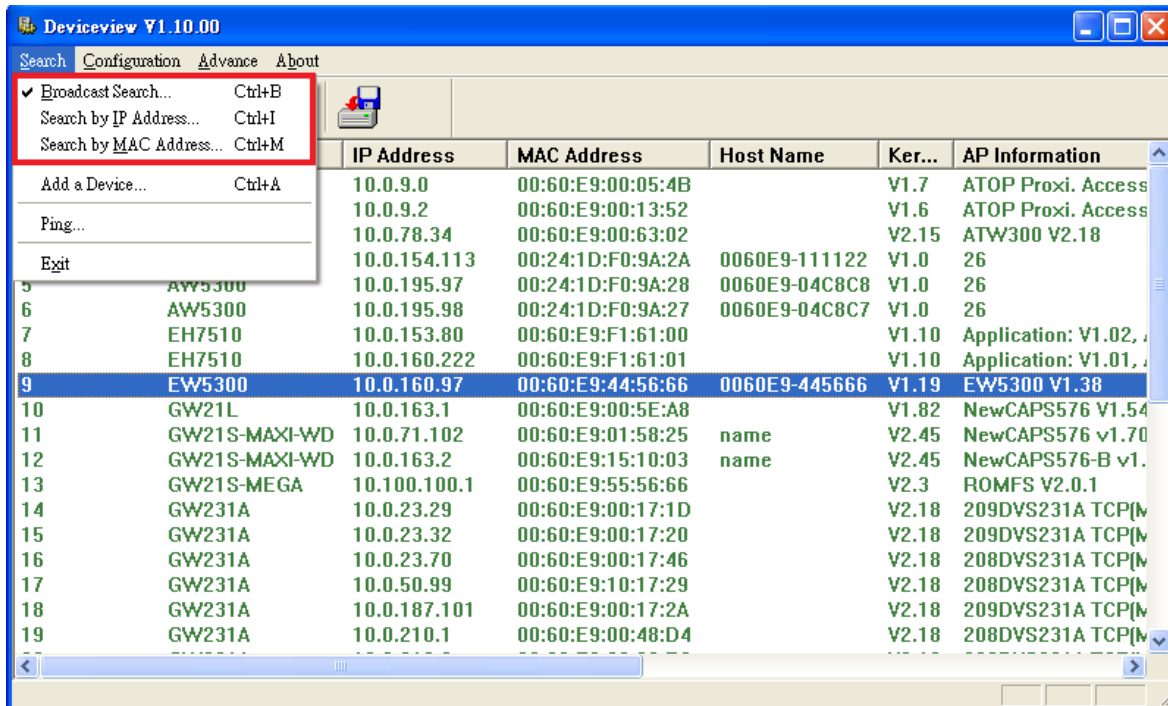 Deviceview V1.10.00
Search Configuration Advance About
Broadcast Search... Ctrl+B
Search by IP Address... Ctrl+I
Search by MAC Address... Ctrl+M
Add a Device... Ctrl+A
Ping...
Exit
IP Address MAC Address Host Name Ker... AP Information
10.0.9.0 00:60:E9:00:05:4B V1.7 ATOP Proxi. Access
10.0.9.2 00:60:E9:00:13:52 V1.6 ATOP Proxi. Access
10.0.78.34 00:60:E9:00:63:02 V2.15 ATW300 V2.18
10.0.154.113 00:24:1D:F0:9A:2A 0060E9-111122 V1.0 26
5 AW5300 10.0.195.97 00:24:1D:F0:9A:28 0060E9-04C8C8 V1.0 26
6 AW5300 10.0.195.98 00:24:1D:F0:9A:27 0060E9-04C8C7 V1.0 26
7 EH7510 10.0.153.80 00:60:E9:F1:61:00 V1.10 Application: V1.02,
8 EH7510 10.0.160.222 00:60:E9:F1:61:01 V1.10 Application: V1.01,
9 EW5300 10.0.160.97 00:60:E9:44:56:66 0060E9-445666 V1.19 EW5300 V1.38
10 GW21L 10.0.163.1 00:60:E9:00:5E:A8 V1.82 NewCAPS576 V1.54
11 GW21S-MAXI-WD 10.0.71.102 00:60:E9:01:58:25 name V2.45 NewCAPS576 v1.70
12 GW21S-MAXI-WD 10.0.163.2 00:60:E9:15:10:03 name V2.45 NewCAPS576-B v1.
13 GW21S-MEGA 10.100.100.1 00:60:E9:55:56:66 V2.3 ROMFS V2.0.1
14 GW231A 10.0.23.29 00:60:E9:00:17:1D V2.18 209DVS231A TCP(M
15 GW231A 10.0.23.32 00:60:E9:00:17:20 V2.18 209DVS231A TCP(M
16 GW231A 10.0.23.70 00:60:E9:00:17:46 V2.18 208DVS231A TCP(M
17 GW231A 10.0.50.99 00:60:E9:10:17:29 V2.18 208DVS231A TCP(M
18 GW231A 10.0.187.101 00:60:E9:00:17:2A V2.18 209DVS231A TCP(M
19 GW231A 10.0.210.1 00:60:E9:00:48:D4 V2.18 208DVS231A TCP(M